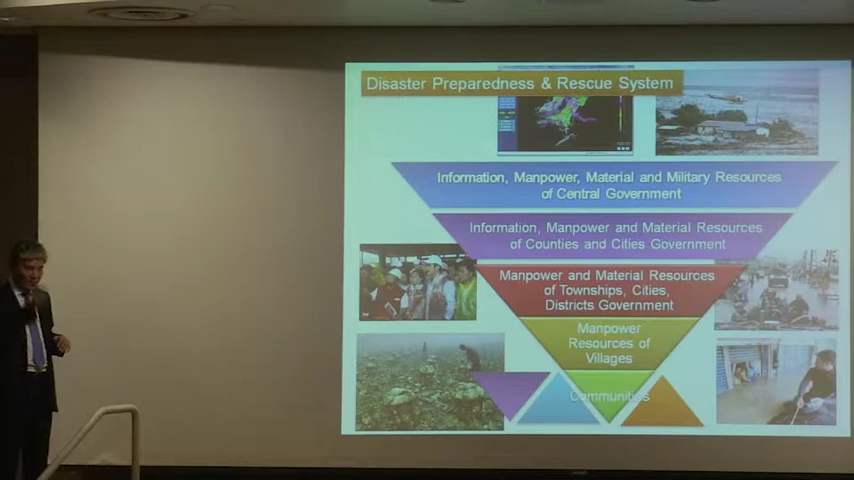 Disaster Preparedness & Rescue System
Information, Manpower, Material and Military Resources
of Central Government
Information, Manpower and Material Resources
of Counties and Cities Government
Manpower and Material Resources
of Townships, Cities,
Districts Government
Manpower
Resources of
Villages
Communities